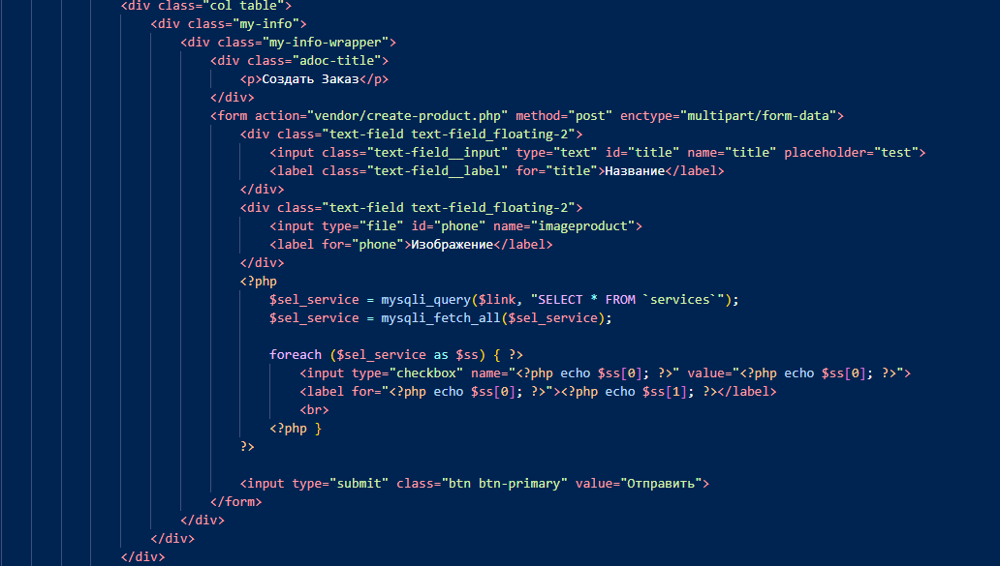 <div class="col table">
<div class="my-info">
<div class="my-info-wrapper">
<div class="adoc-title">
<p>Создать Заказ</p>
</div>
<form action="vendor/create-product.php" method="post" enctype="multipart/form-data">
<div class="text-field text-field_floating-2">
<input class="text-field__input" type="text" id="title" name="title" placeholder="test">
<label class="text-field__label" for="title">Название</label>
</div>
<div class="text-field text-field_floating-2">
<input type="file" id="phone" name="imageproduct">
<label for="phone">Изображение</label>
</div>
<?php
$sel_service = mysqli_query($link, "SELECT * FROM `services`");
$sel_service = mysqli_fetch_all($sel_service);
foreach ($sel_service as $ss) { ?>
<input type="checkbox" name="<?php echo $ss[0]; ?>" value="<?php echo $ss[0]; ?>">
<label for="<?php echo $ss[0]; ?>"><?php echo $ss[1]; ?></label>
<br>
<?php }
?>
<input type="submit" class="btn btn-primary" value="Отправить">
</form>
</div>
</div>
</div>